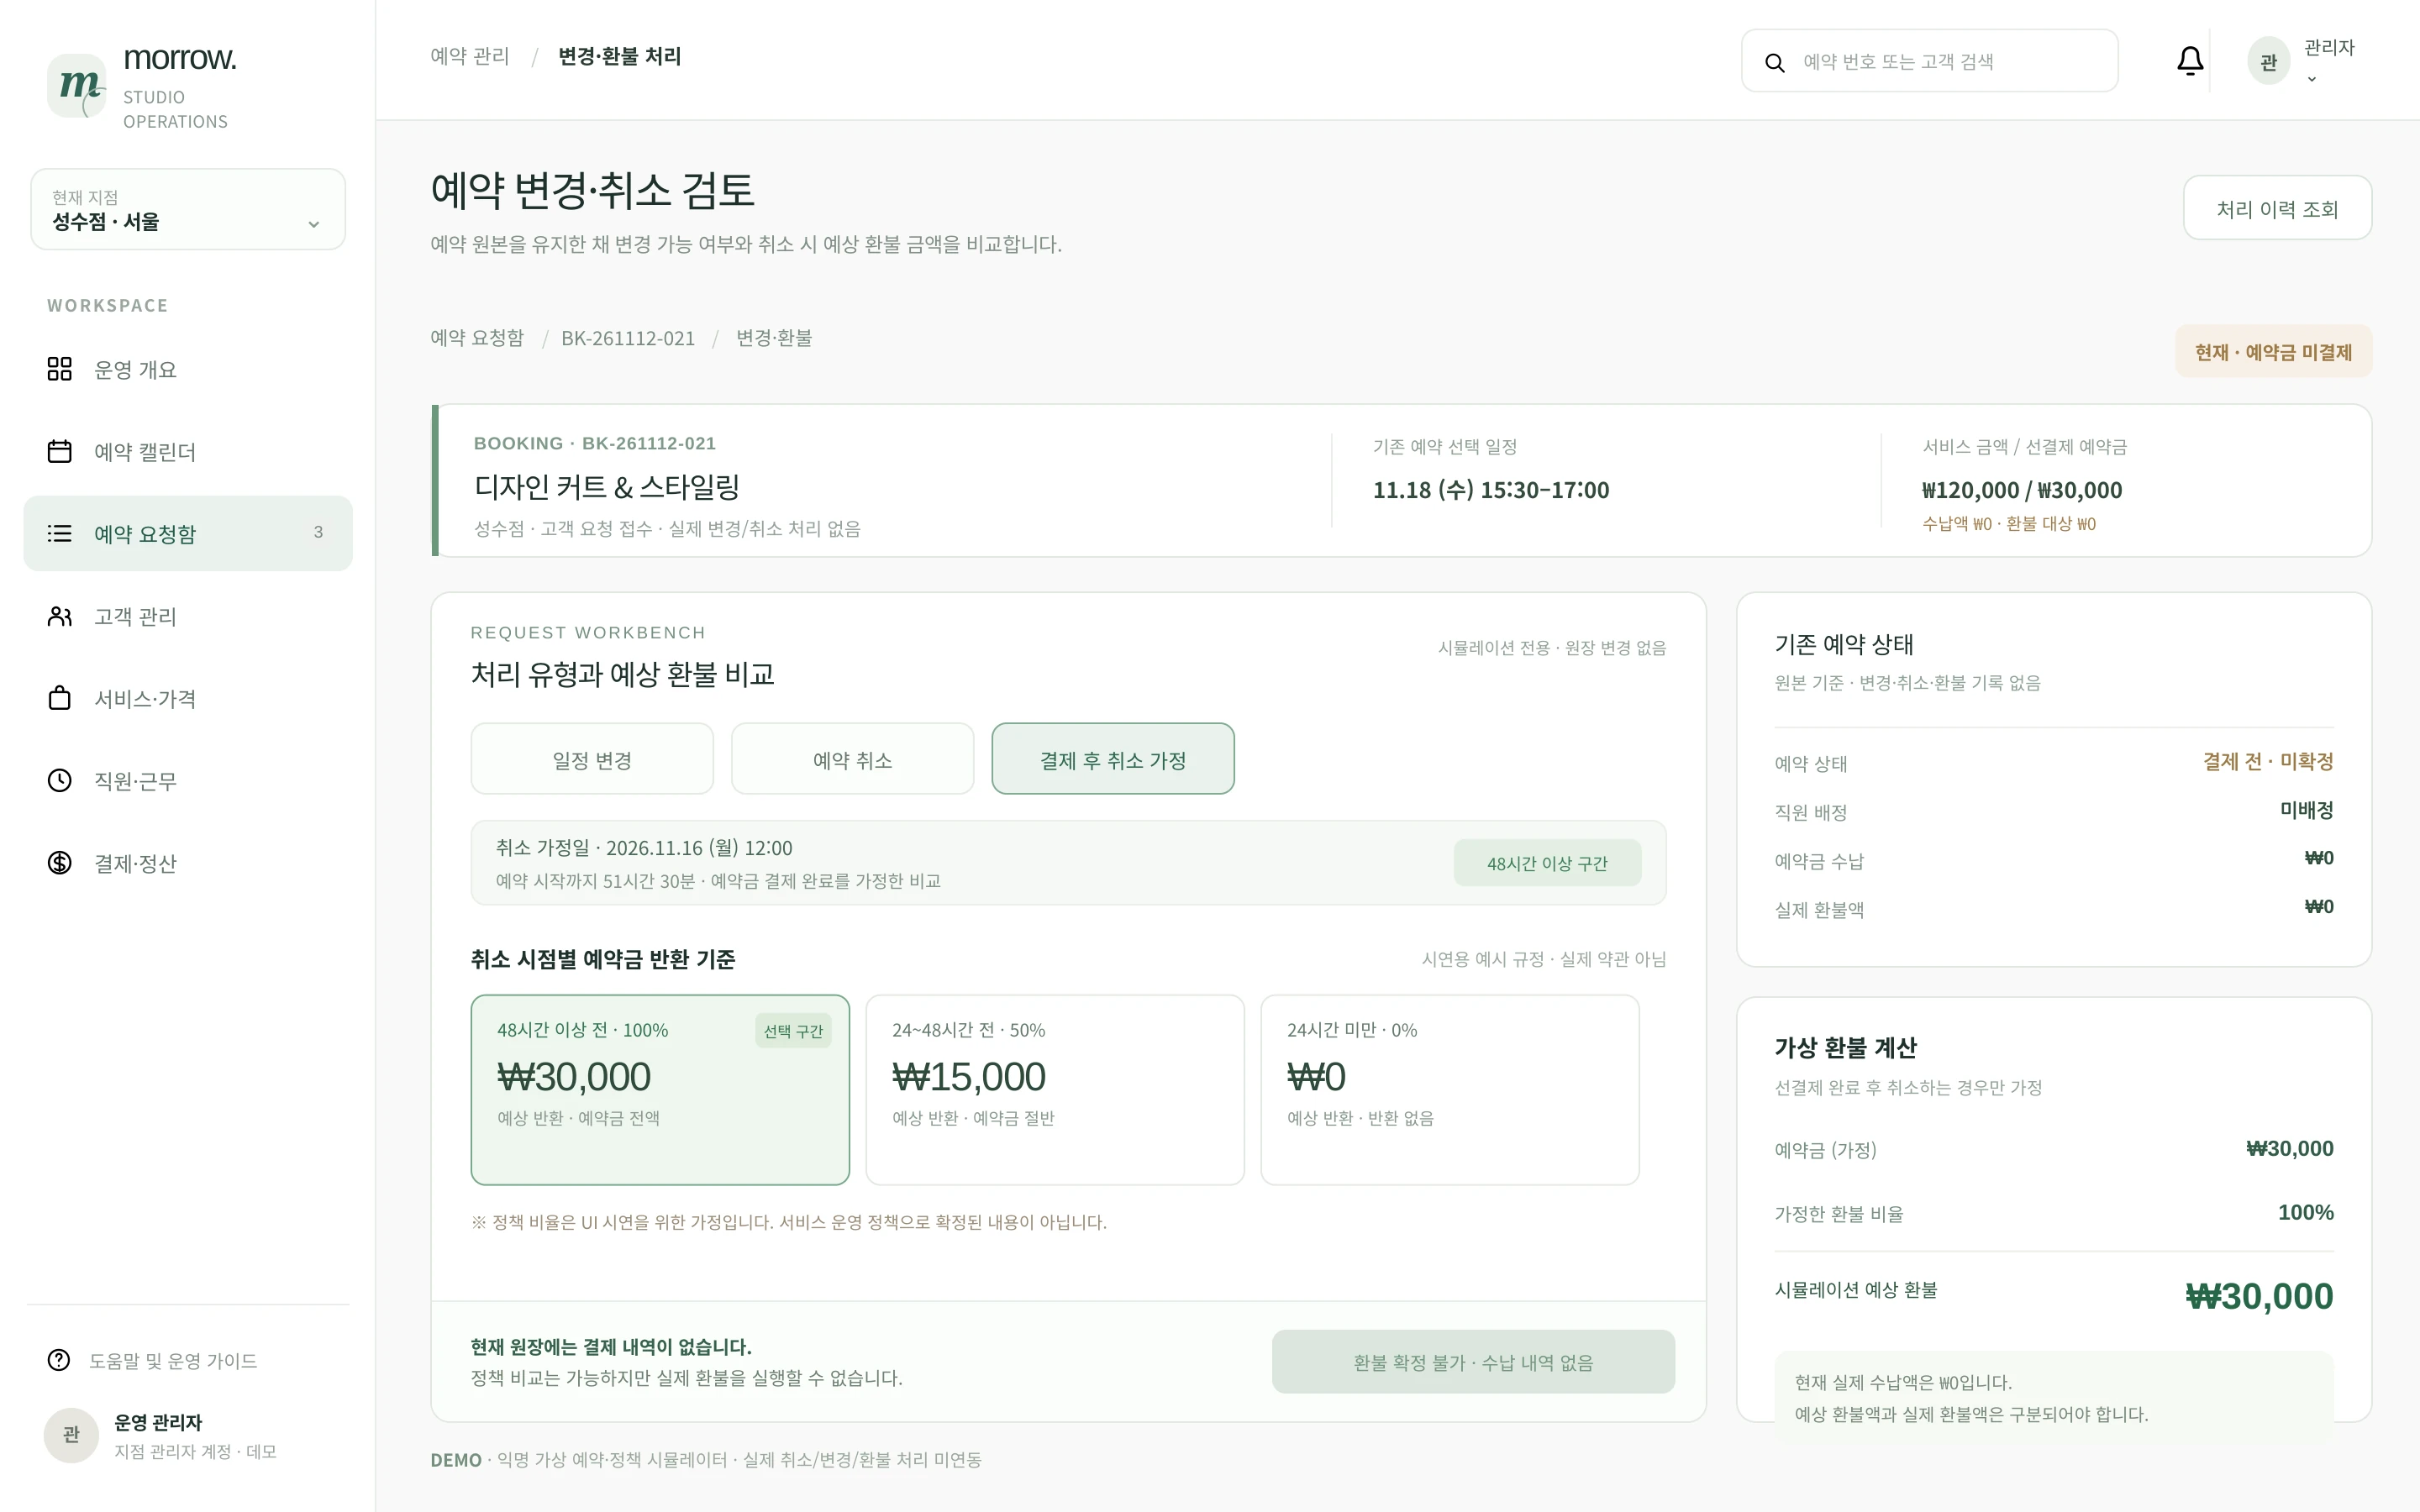 morrow.
STUDIO
OPERATIONS
현재 지점
성수점 · 서울
WORKSPACE
운영 개요
예약 캘린더
예약 요청함 3
고객 관리
서비스·가격
직원·근무
결제·정산
도움말 및 운영 가이드
관
운영 관리자
지점 관리자 계정 · 데모
예약 관리 / 변경·환불 처리
예약 번호 또는 고객 검색
관
관리자
예약 변경·취소 검토
예약 원본을 유지한 채 변경 가능 여부와 취소 시 예상 환불 금액을 비교합니다.
처리 이력 조회
예약 요청함 / BK-261112-021 / 변경·환불
현재 · 예약금 미결제
BOOKING · BK-261112-021
디자인 커트 & 스타일링
성수점 · 고객 요청 접수 · 실제 변경/취소 처리 없음
기존 예약 선택 일정
11.18 (수) 15:30–17:00
서비스 금액 / 선결제 예약금
₩120,000 / ₩30,000
수납액 ₩0 · 환불 대상 ₩0
REQUEST WORKBENCH
처리 유형과 예상 환불 비교
시뮬레이션 전용 · 원장 변경 없음
일정 변경
예약 취소
결제 후 취소 가정
취소 가정일 · 2026.11.16 (월) 12:00
예약 시작까지 51시간 30분 · 예약금 결제 완료를 가정한 비교
48시간 이상 구간
취소 시점별 예약금 반환 기준
시연용 예시 규정 · 실제 약관 아님
48시간 이상 전 · 100%
선택 구간
₩30,000
예상 반환 · 예약금 전액
24~48시간 전 · 50%
₩15,000
예상 반환 · 예약금 절반
24시간 미만 · 0%
₩0
예상 반환 · 반환 없음
※ 정책 비율은 UI 시연을 위한 가정입니다. 서비스 운영 정책으로 확정된 내용이 아닙니다.
현재 원장에는 결제 내역이 없습니다.
정책 비교는 가능하지만 실제 환불을 실행할 수 없습니다.
환불 확정 불가 · 수납 내역 없음
기존 예약 상태
원본 기준 · 변경·취소·환불 기록 없음
예약 상태 결제 전 · 미확정
직원 배정 미배정
예약금 수납 ₩0
실제 환불액 ₩0
가상 환불 계산
선결제 완료 후 취소하는 경우만 가정
예약금 (가정) ₩30,000
가정한 환불 비율 100%
시뮬레이션 예상 환불 ₩30,000
현재 실제 수납액은 ₩0입니다.
예상 환불액과 실제 환불액은 구분되어야 합니다.
DEMO · 익명 가상 예약·정책 시뮬레이터 · 실제 취소/변경/환불 처리 미연동